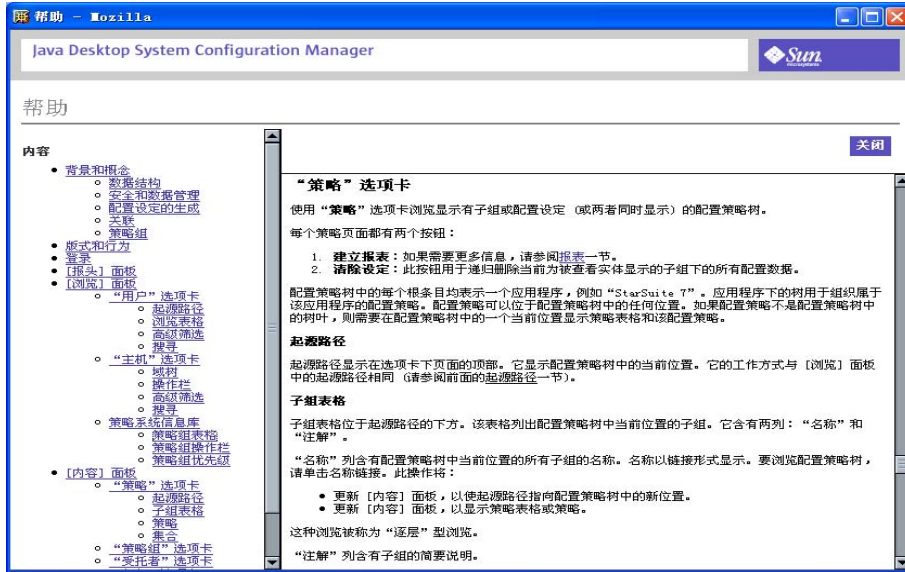 帮助 - Mozilla
Java Desktop System Configuration Manager
Sun
microsystems
帮助
内容
背景和概念
数据结构
安全和数据管理
配置设定的生成
关联
策略组
版式和行为
登录
[报头] 面板
[浏览] 面板
“用户”选项卡
起源路径
浏览表格
高级筛选
搜寻
“主机”选项卡
域树
操作栏
高级筛选
搜寻
策略系统信息库
策略组表格
策略组操作栏
策略组优先级
[内容] 面板
“策略”选项卡
起源路径
子组表格
策略
集合
“策略组”选项卡
“受托者”选项卡
关闭
“策略”选项卡
使用“策略”选项卡浏览显示有子组或配置设定 (或两者同时显示) 的配置策略树。
每个策略页面都有两个按钮：
1. 建立报表：如果需要更多信息，请参阅报表一节。
2. 清除设定：此按钮用于递归删除当前为被查看实体显示的子组下的所有配置数据。
配置策略树中的每个根条目均表示一个应用程序，例如“StarSuite 7”。应用程序下的树用于组织属于
该应用程序的配置策略。配置策略可以位于配置策略树中的任何位置。如果配置策略不是配置策略树中
的树叶，则需要在配置策略树中的一个当前位置显示策略表格和该配置策略。
起源路径
起源路径显示在选项卡下页面的顶部。它显示配置策略树中的当前位置。它的工作方式与 [浏览] 面板
中的起源路径相同 (请参阅前面的起源路径一节)。
子组表格
子组表格位于起源路径的下方。该表格列出配置策略树中当前位置的子组。它含有两列：“名称”和
“注解”。
“名称”列含有配置策略树中当前位置的所有子组的名称。名称以链接形式显示。要浏览配置策略树，
请单击名称链接。此操作将：
更新 [内容] 面板，以使起源路径指向配置策略树中的新位置。
更新 [内容] 面板，以显示策略表格或策略。
这种浏览被称为“逐层”型浏览。
“注解”列含有子组的简要说明。